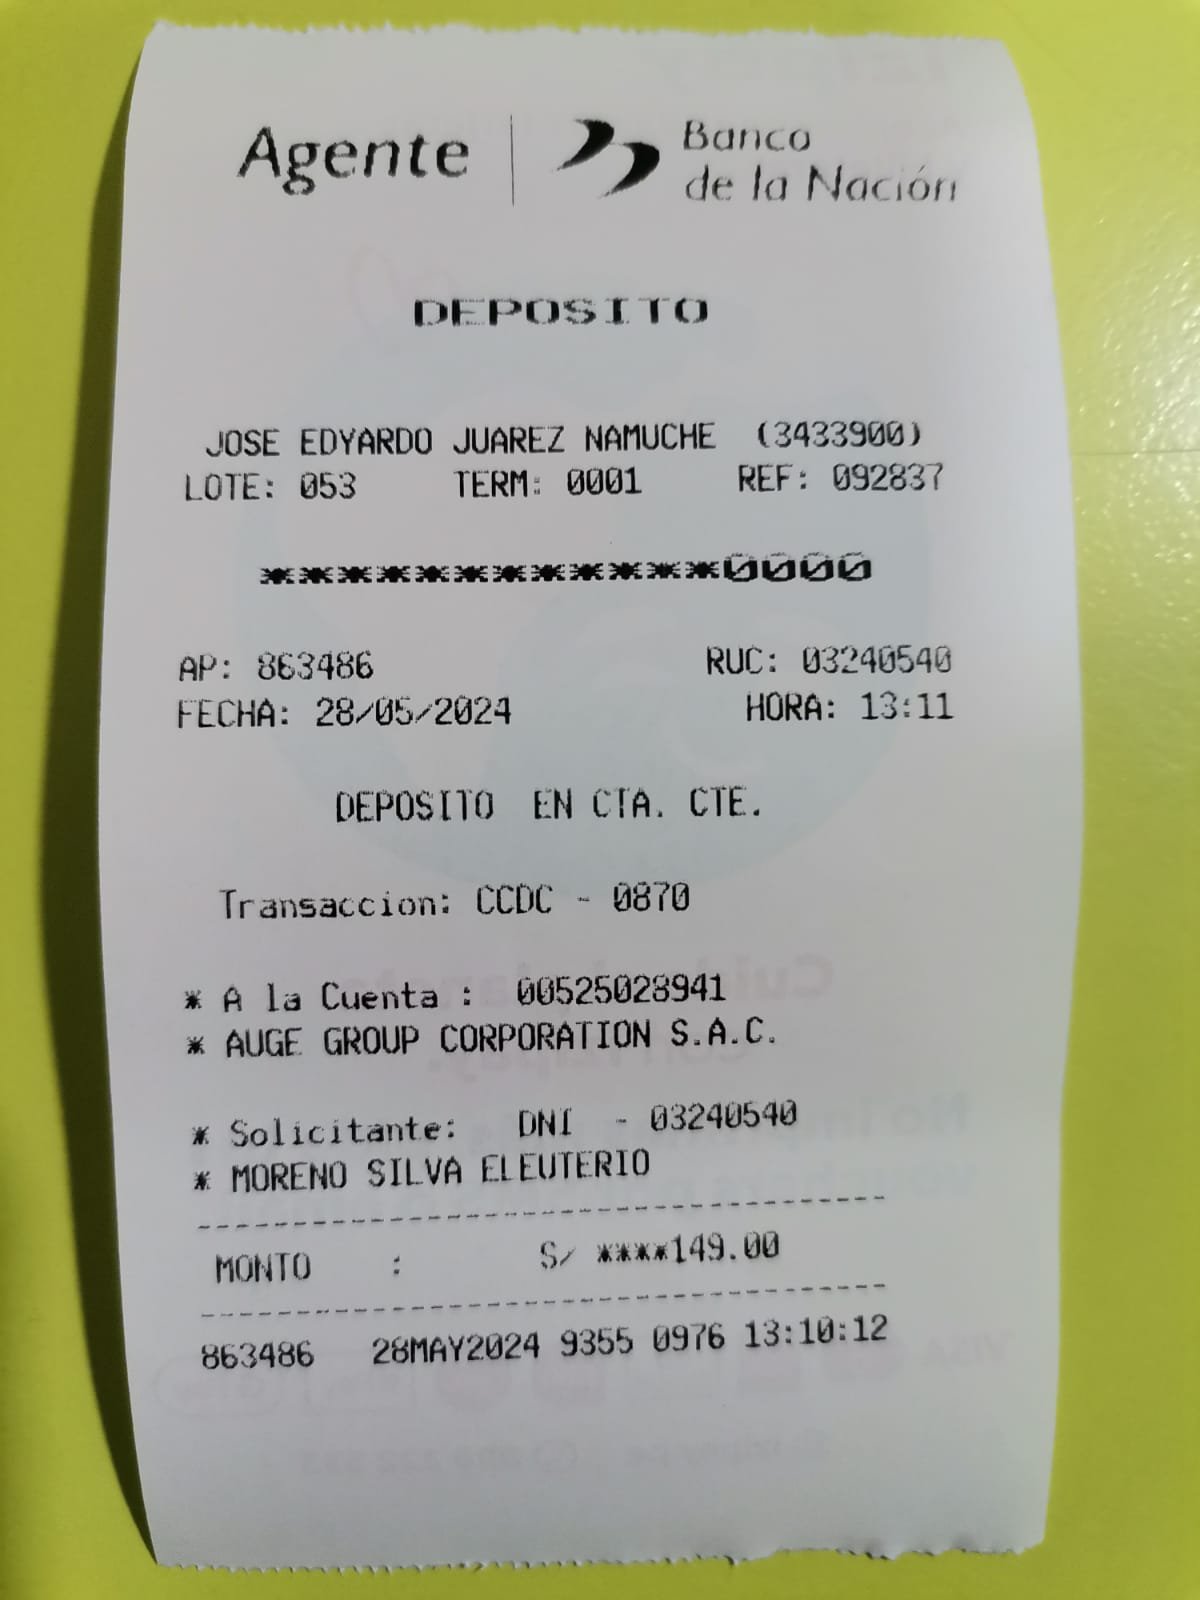 Agente | Banco de la Nación
DEPOSITO
JOSE EDYARDO JUAREZ NAMUCHE (3433900)
LOTE: 053 TERM: 0001 REF: 092837
************0000
AP: 863486 RUC: 03240540
FECHA: 28/05/2024 HORA: 13:11
DEPOSITO EN CTA. CTE.
Transaccion: CCDC - 0870
* A la Cuenta : 00525028941
* AUGE GROUP CORPORATION S.A.C.
* Solicitante: DNI - 03240540
* MORENO SILVA ELEUTERIO
------------------------------------
MONTO : S/ ****149.00
------------------------------------
863486 28MAY2024 9355 0976 13:10:12